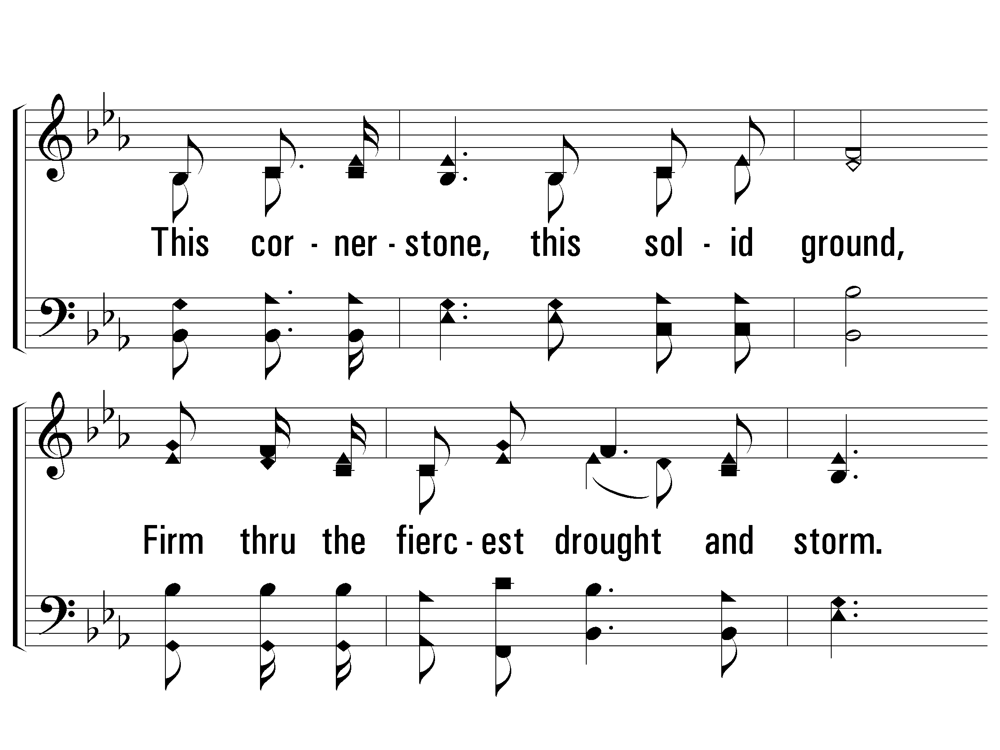 This cor - ner - stone, this sol - id ground,
Firm thru the fierc - est drought and storm.